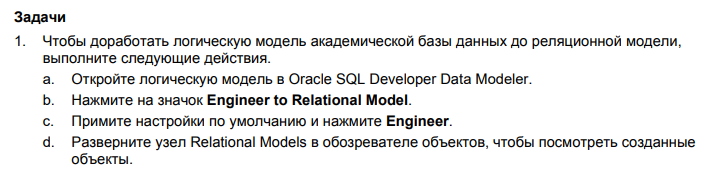 Задачи
1. Чтобы доработать логическую модель академической базы данных до реляционной модели,
выполните следующие действия.
a. Откройте логическую модель в Oracle SQL Developer Data Modeler.
b. Нажмите на значок Engineer to Relational Model.
c. Примите настройки по умолчанию и нажмите Engineer.
d. Разверните узел Relational Models в обозревателе объектов, чтобы посмотреть созданные
объекты.